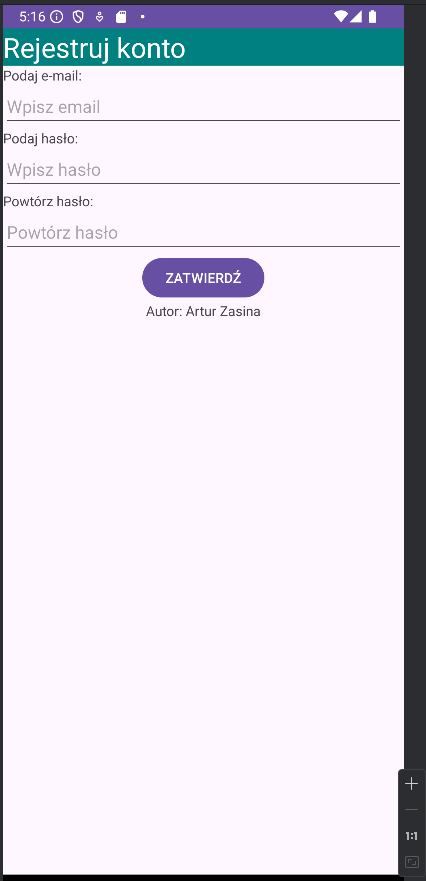 5:16
Rejestruj konto
Podaj e-mail:
Wpisz email
Podaj hasło:
Wpisz hasło
Powtórz hasło:
Powtórz hasło
ZATWIERDŹ
Autor: Artur Zasina
1:1